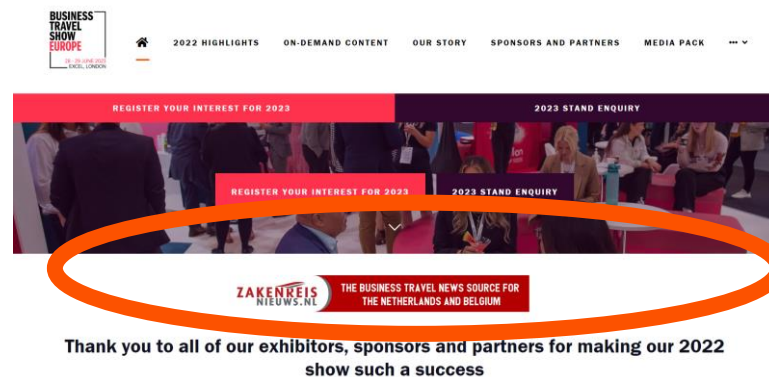 BUSINESS
TRAVEL
SHOW
EUROPE
EXCEL, LONDON
2022 HIGHLIGHTS
ON-DEMAND CONTENT
OUR STORY
SPONSORS AND PARTNERS
MEDIA PACK
REGISTER YOUR INTEREST FOR 2023
2023 STAND ENQUIRY
REGISTER YOUR INTEREST FOR 2023
2023 STAND ENQUIRY
ZAKENREIS
NIEUWS.NL
THE BUSINESS TRAVEL NEWS SOURCE FOR
THE NETHERLANDS AND BELGIUM
Thank you to all of our exhibitors, sponsors and partners for making our 2022
show such a success